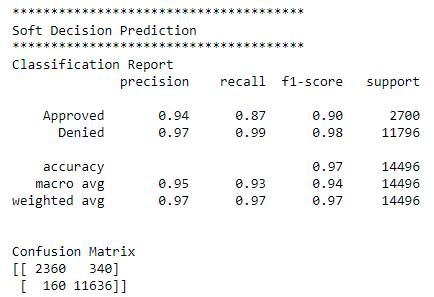 **************************************
Soft Decision Prediction
**************************************
Classification Report
precision recall f1-score support
Approved 0.94 0.87 0.90 2700
Denied 0.97 0.99 0.98 11796
accuracy 0.97 14496
macro avg 0.95 0.93 0.94 14496
weighted avg 0.97 0.97 0.97 14496
Confusion Matrix
[[ 2360 340]
[ 160 11636]]